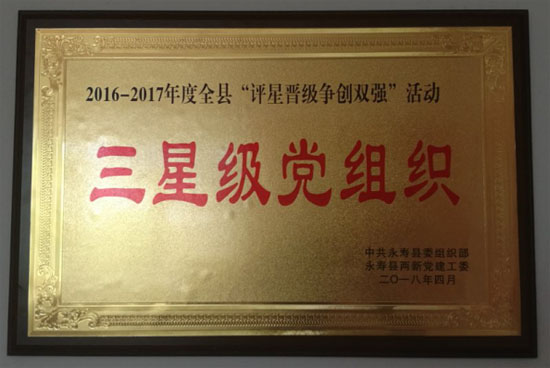 2016-2017年度全县“评星晋级争创双强”活动
三星级党组织
中共永寿县委组织部
永寿县两新党建工委
二〇一八年四月